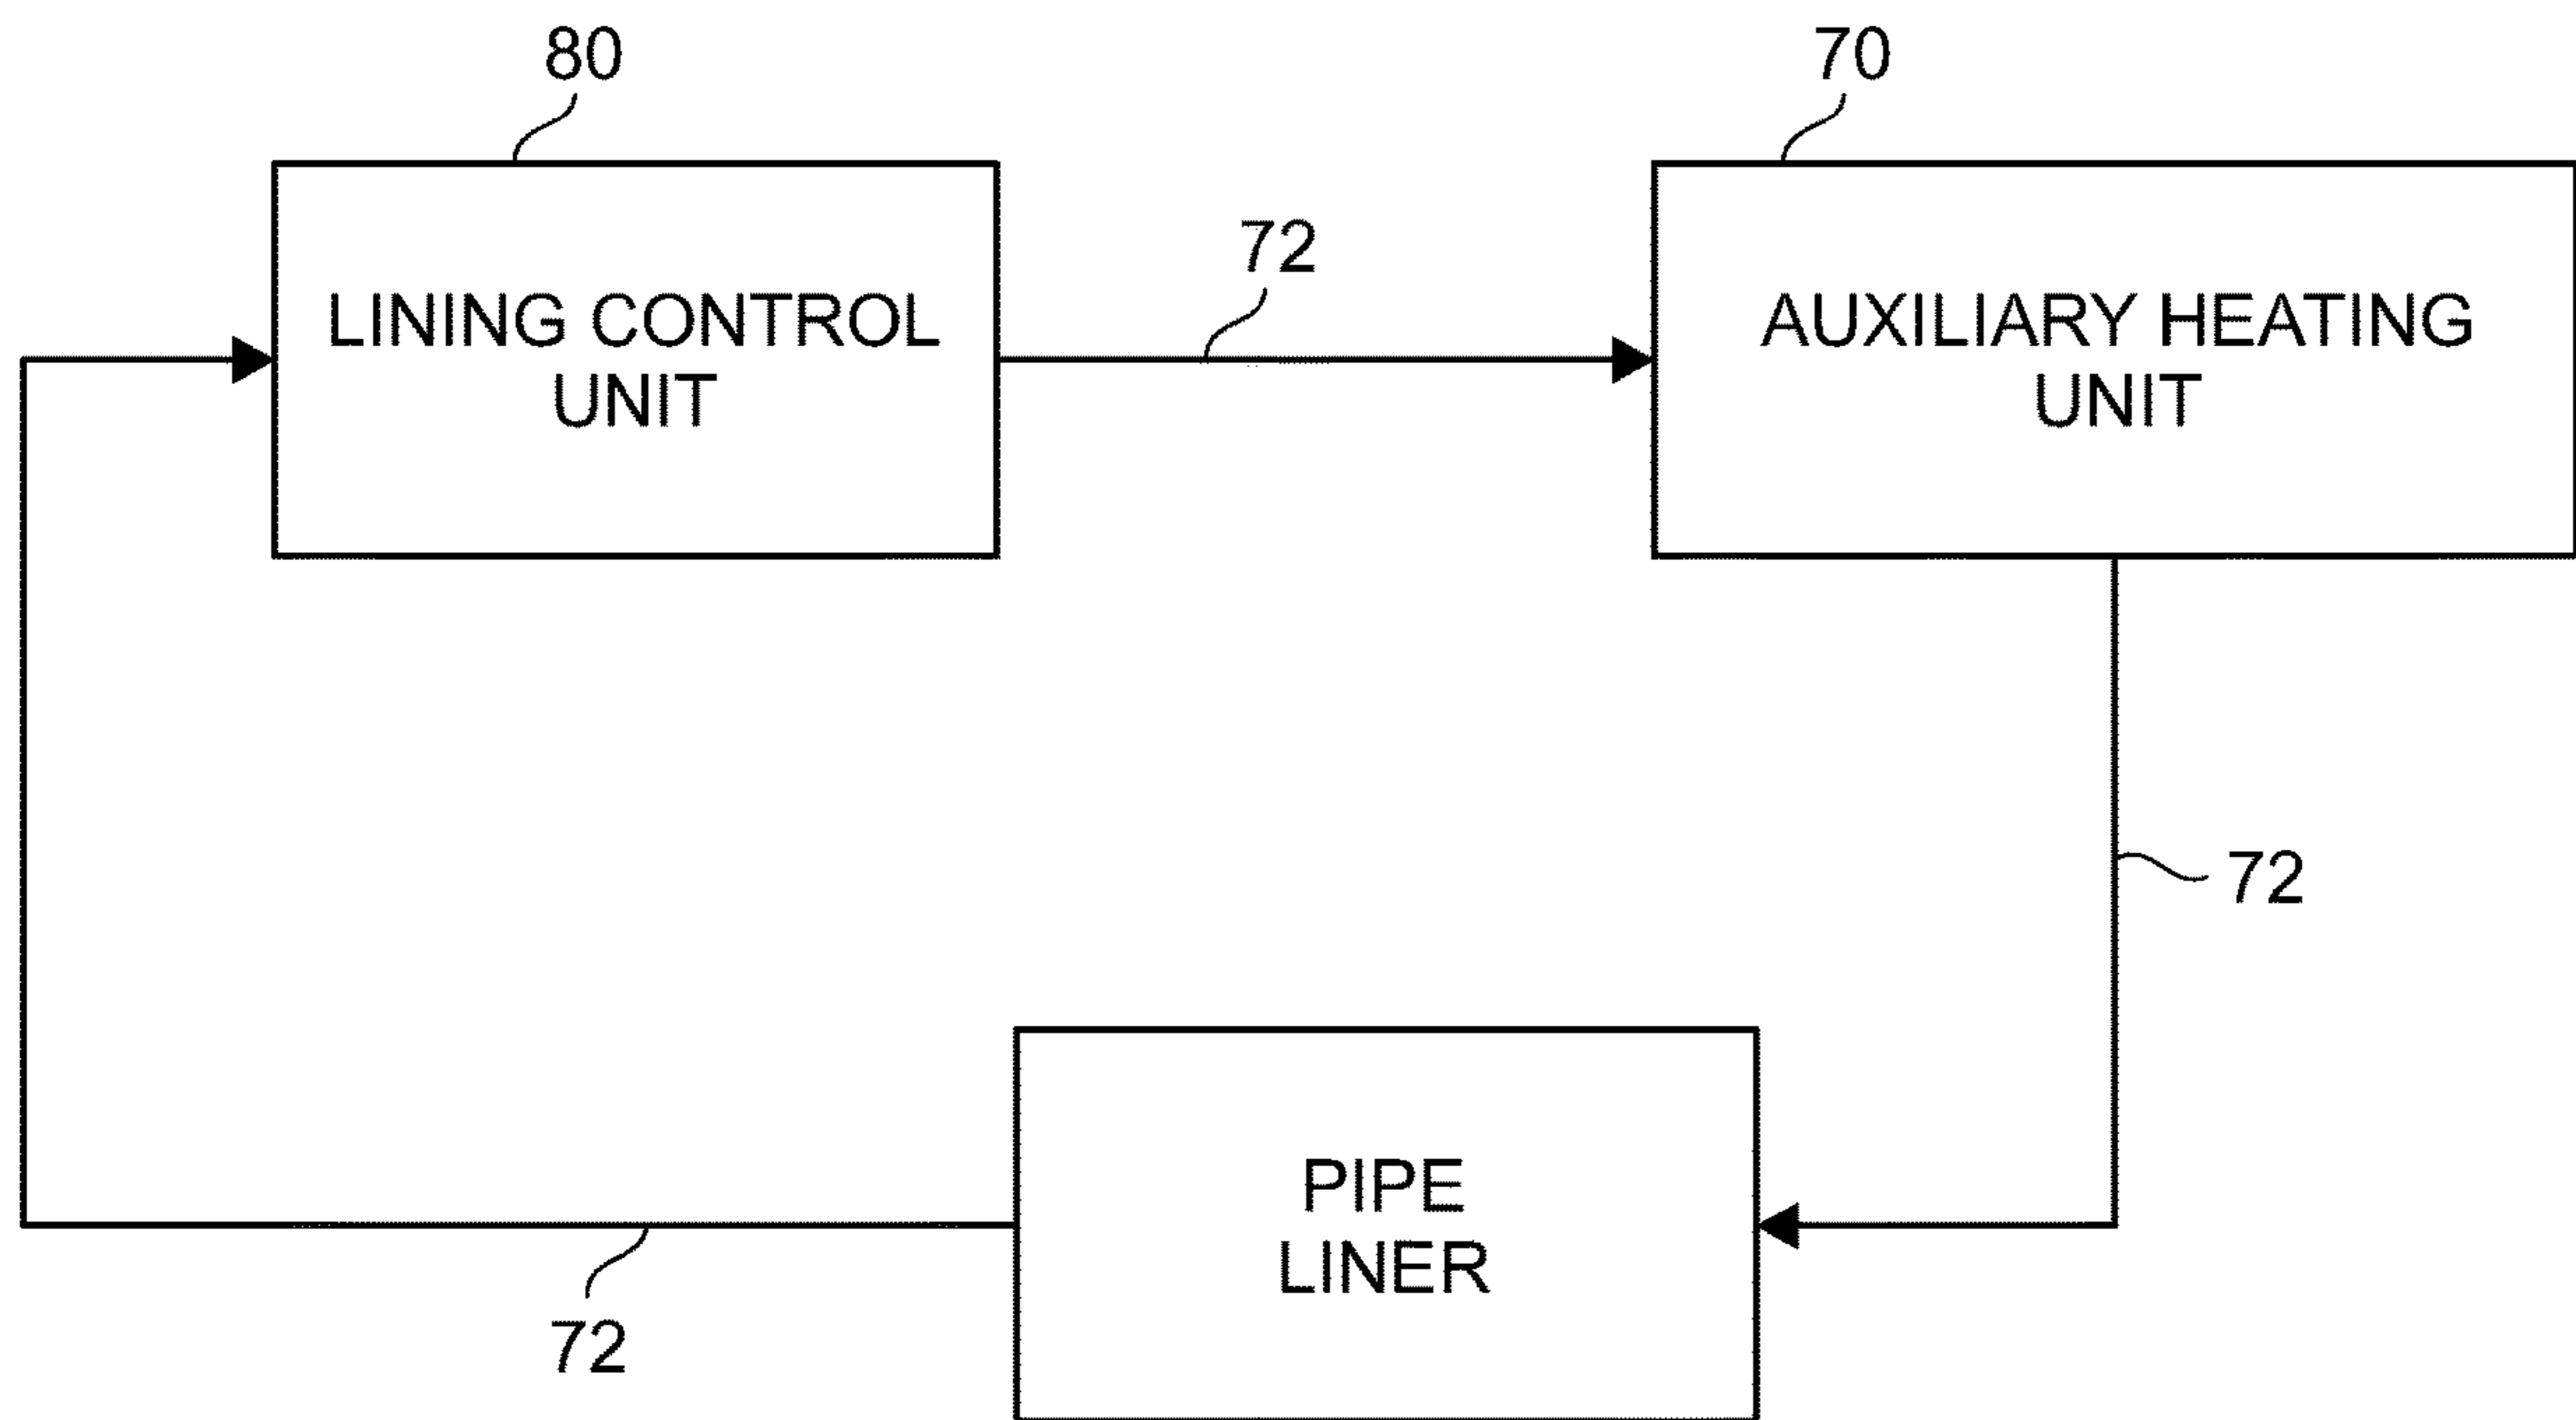 80
70
72
LINING CONTROL
UNIT
AUXILIARY HEATING
UNIT
72
PIPE
LINER
72